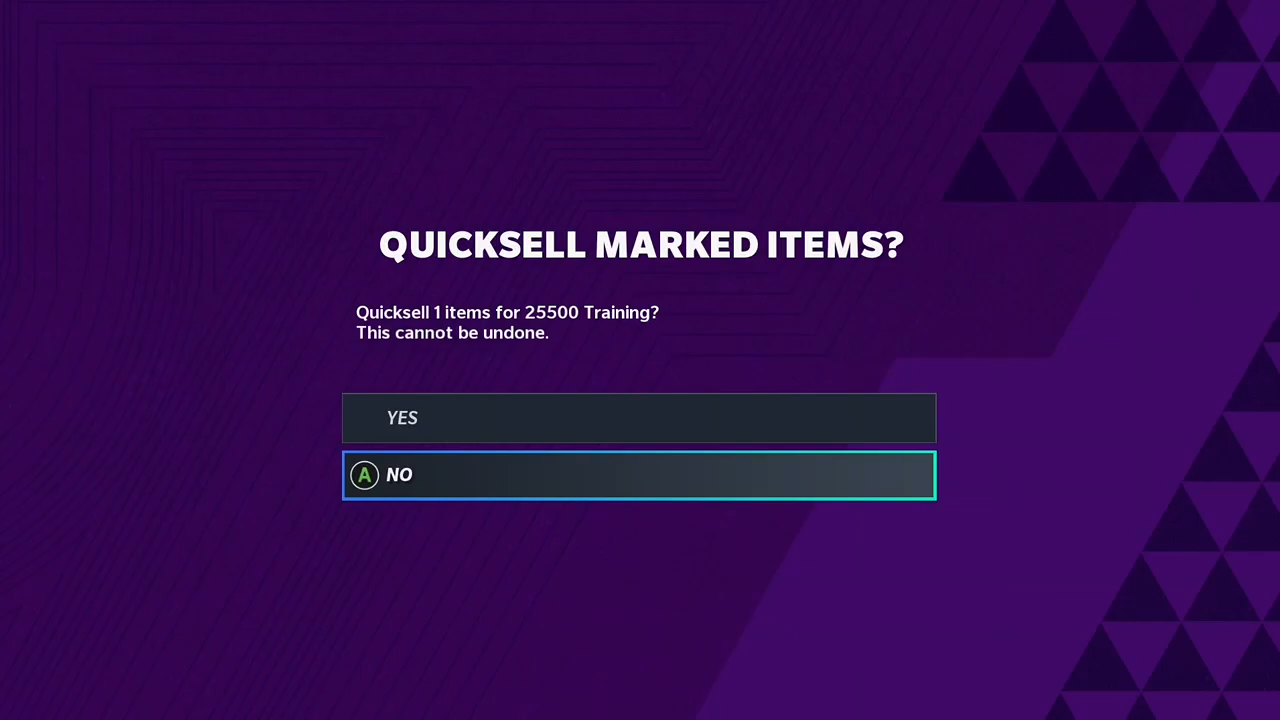 QUICKSELL MARKED ITEMS?
Quicksell 1 items for 25500 Training?
This cannot be undone.
YES
A NO